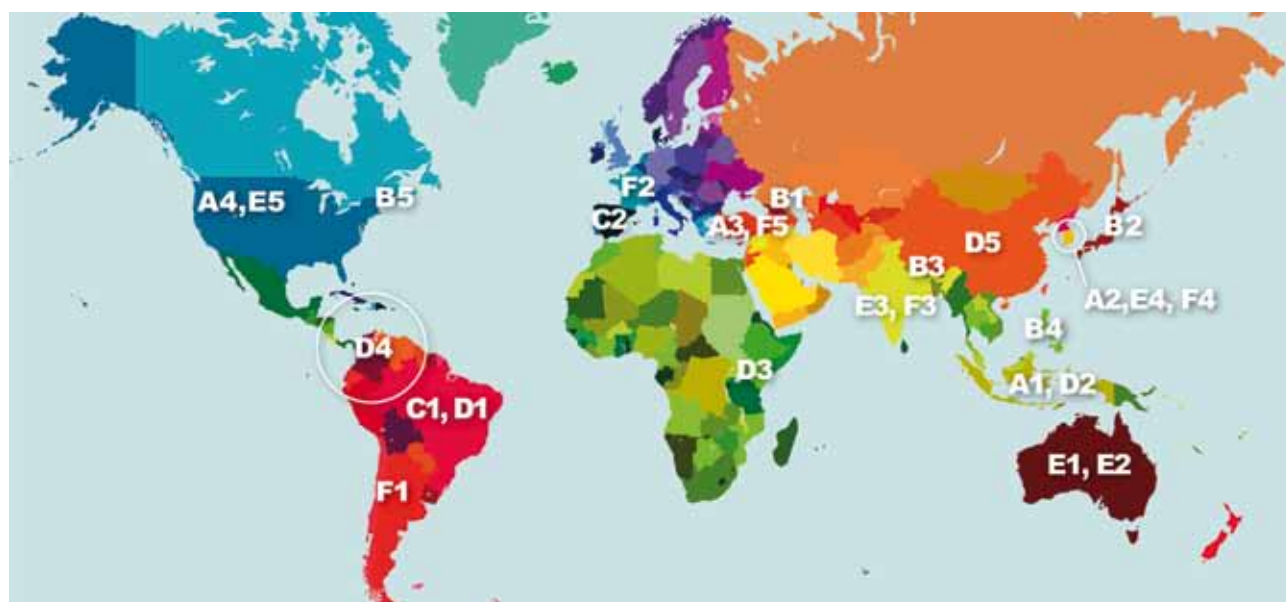 A4,E5
B5
F2
C2
B1
A3, F5
D5
B2
B3
E3, F3
A2,E4, F4
B4
D4
D3
A1, D2
C1, D1
E1, E2
F1